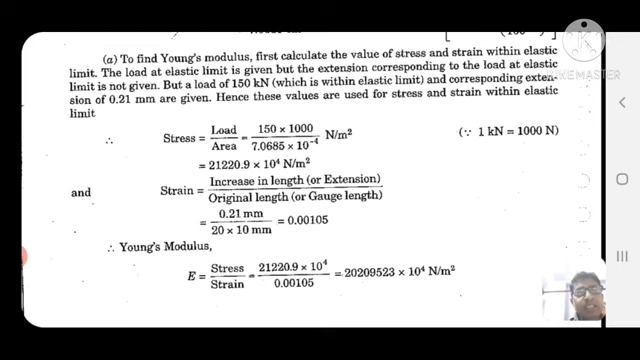 (a) To find Young's modulus, first calculate the value of stress and strain within elastic
limit. The load at elastic limit is given but the extension corresponding to the load at elastic
limit is not given. But a load of 150 kN (which is within elastic limit) and corresponding exten-
sion of 0.21 mm are given. Hence these values are used for stress and strain within elastic
limit
∴ Stress = Load / Area = 150 × 1000 / 7.0685 × 10⁻⁴ N/m² (∵ 1 kN = 1000 N)
= 21220.9 × 10⁴ N/m²
and Strain = Increase in length (or Extension) / Original length (or Gauge length)
= 0.21 mm / 20 × 10 mm = 0.00105
∴ Young's Modulus,
E = Stress / Strain = 21220.9 × 10⁴ / 0.00105 = 20209523 × 10⁴ N/m²
KINEMASTER